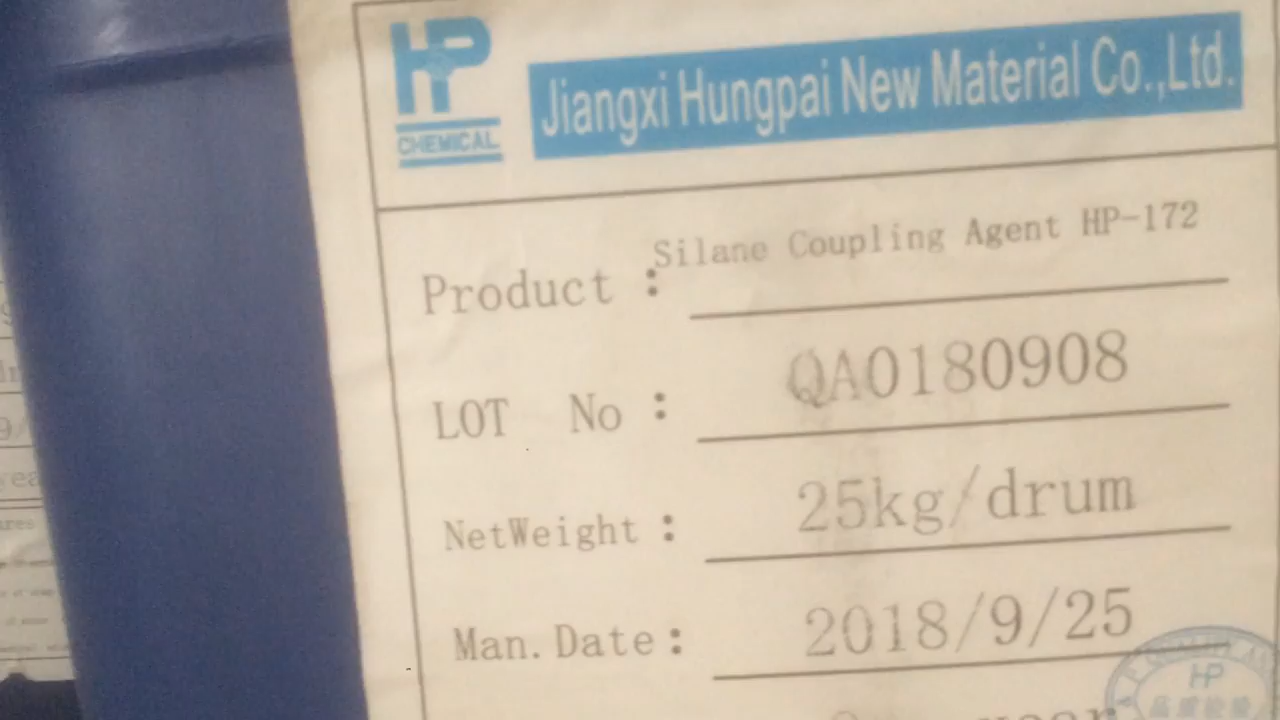 HP
CHEMICAL
Jiangxi Hungpai New Material Co.,Ltd.
Product : Silane Coupling Agent HP-172
LOT No : QA0180908
NetWeight : 25kg/drum
Man.Date : 2018/9/25
HP